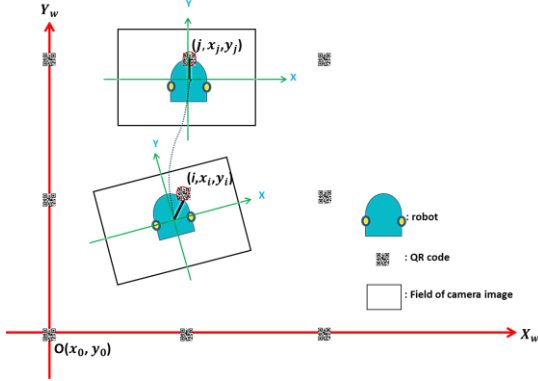 Y_w
Y
(j, x_j, y_j)
X
Y
(i, x_i, y_i)
X
: robot
: QR code
: Field of camera image
O(x_0, y_0)
X_w